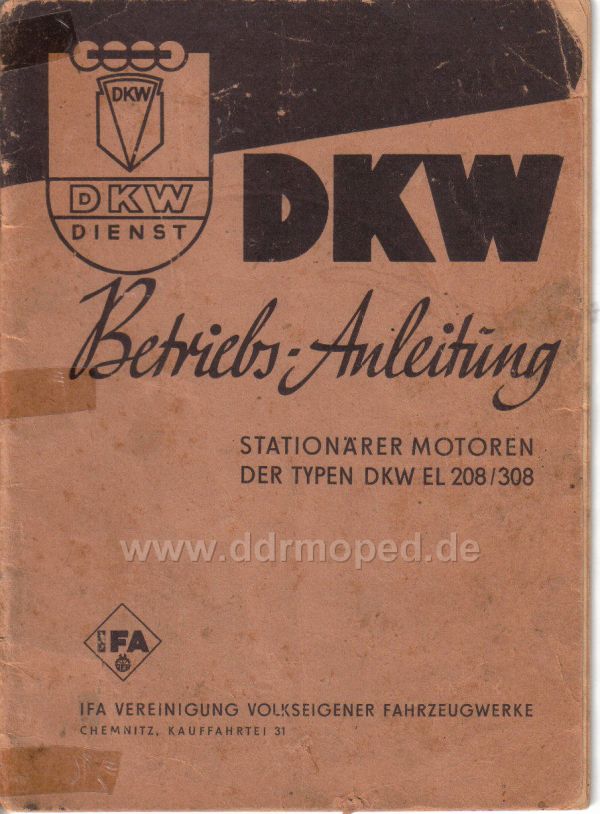 DKW
DKW
DIENST
DKW
Betriebs-Anleitung
STATIONÄRER MOTOREN
DER TYPEN DKW EL 208/308
www.ddrmoped.de
IFA
IFA VEREINIGUNG VOLKSEIGENER FAHRZEUGWERKE
CHEMNITZ, KAUFFAHRTEI 31